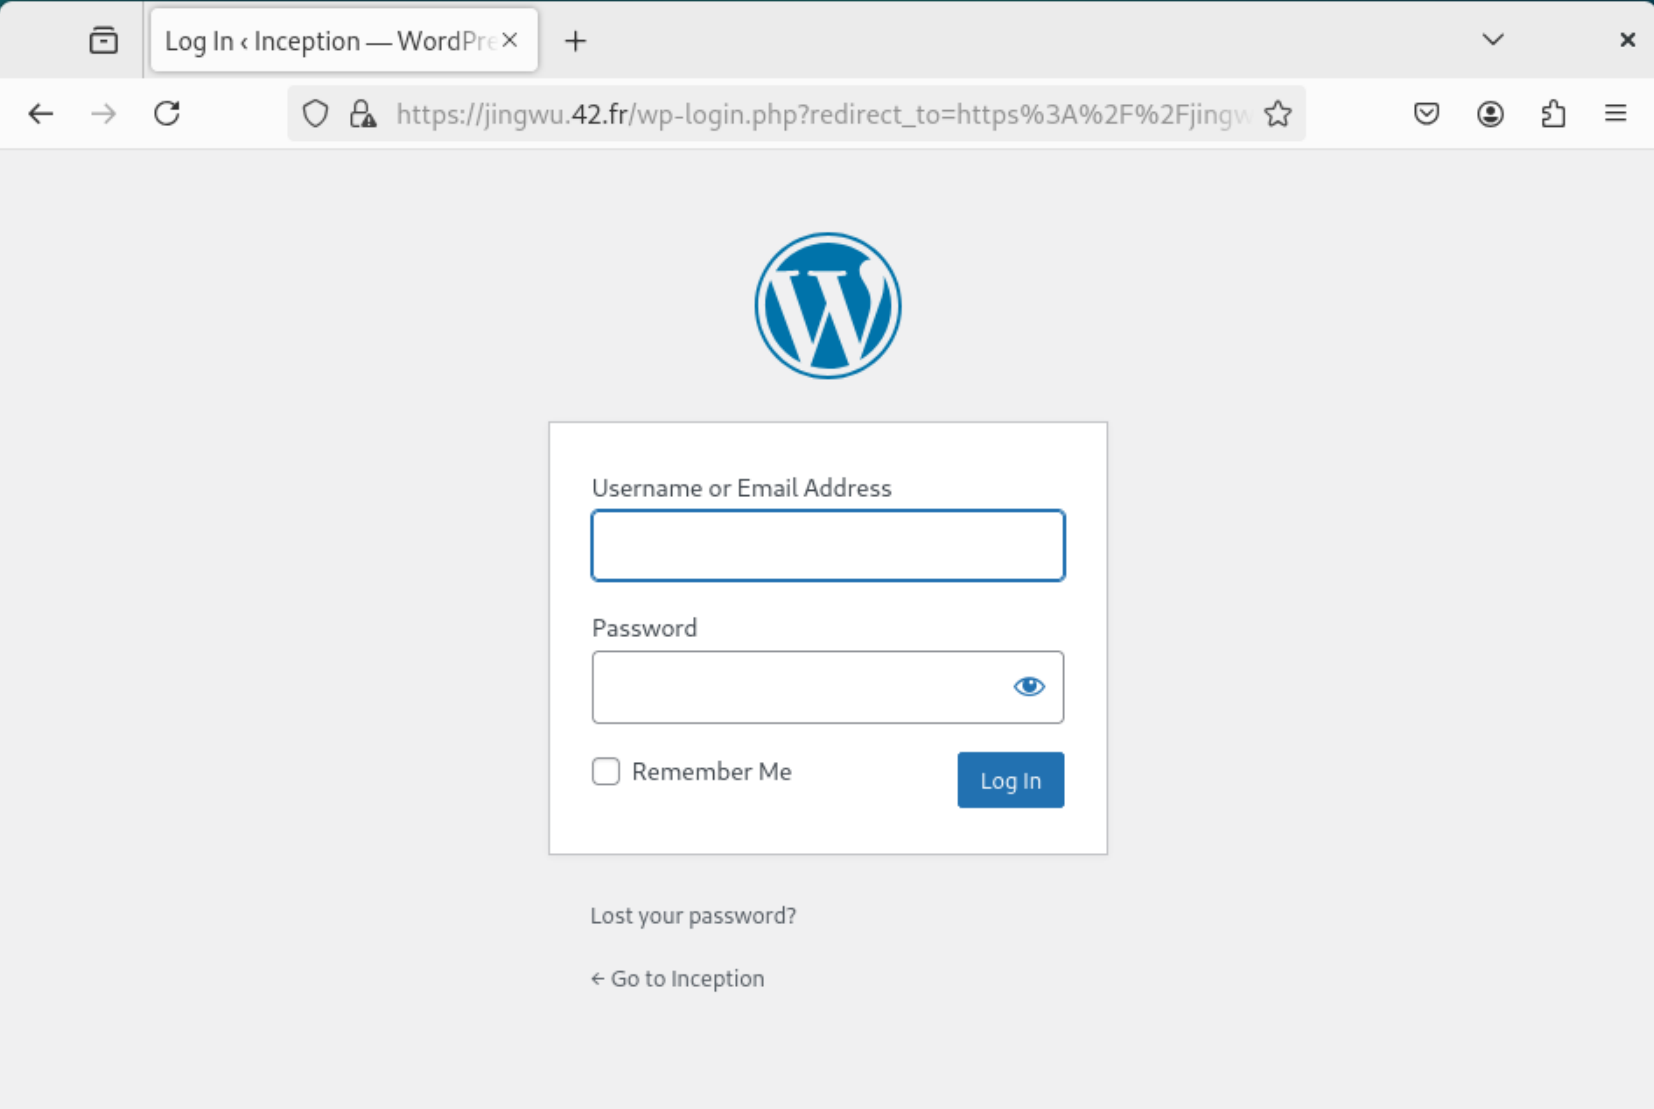 Log In ‹ Inception — WordPre
https://jingwu.42.fr/wp-login.php?redirect_to=https%3A%2F%2Fjingw
Username or Email Address
Password
Remember Me
Log In
Lost your password?
← Go to Inception